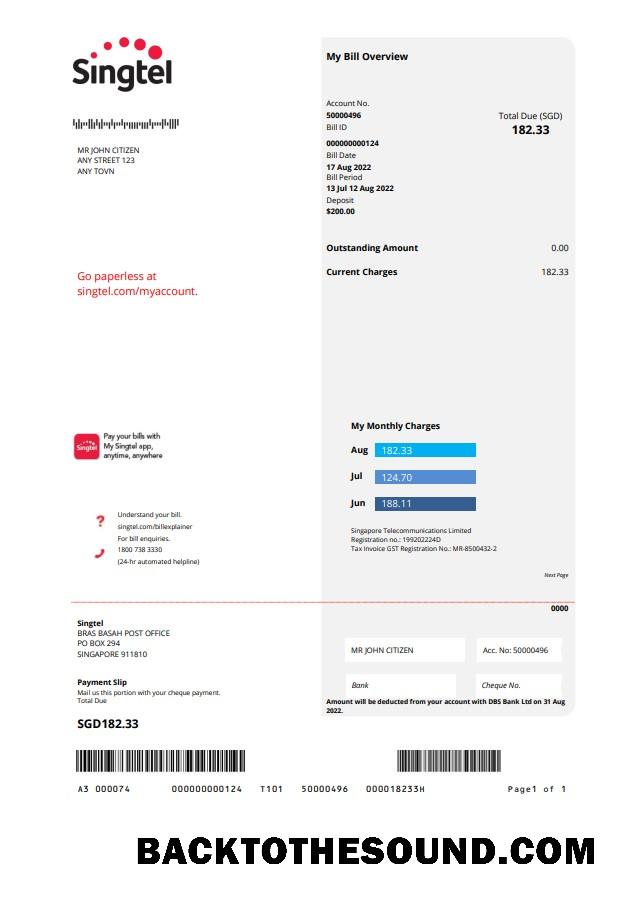 Singtel
My Bill Overview
Account No.
50000496
Bill ID
000000000124
Bill Date
17 Aug 2022
Bill Period
13 Jul 12 Aug 2022
Deposit
$200.00
Total Due (SGD)
182.33
MR JOHN CITIZEN
ANY STREET 123
ANY TOVN
Outstanding Amount 0.00
Current Charges 182.33
Go paperless at
singtel.com/myaccount.
Singtel
Pay your bills with
My Singtel app,
anytime, anywhere
My Monthly Charges
Aug 182.33
Jul 124.70
Jun 188.11
Understand your bill.
singtel.com/billexplainer
For bill enquiries.
1800 738 3330
(24-hr automated helpline)
Singapore Telecommunications Limited
Registration no.: 199202224D
Tax Invoice GST Registration No.: MR-8500432-2
Next Page
0000
Singtel
BRAS BASAH POST OFFICE
PO BOX 294
SINGAPORE 911810
MR JOHN CITIZEN
Acc. No: 50000496
Payment Slip
Mail us this portion with your cheque payment.
Total Due
SGD182.33
Bank
Cheque No.
Amount will be deducted from your account with DBS Bank Ltd on 31 Aug
2022.
A3 000074 000000000124 T101 50000496 000018233H Page1 of 1
BACKTOTHESOUND.COM